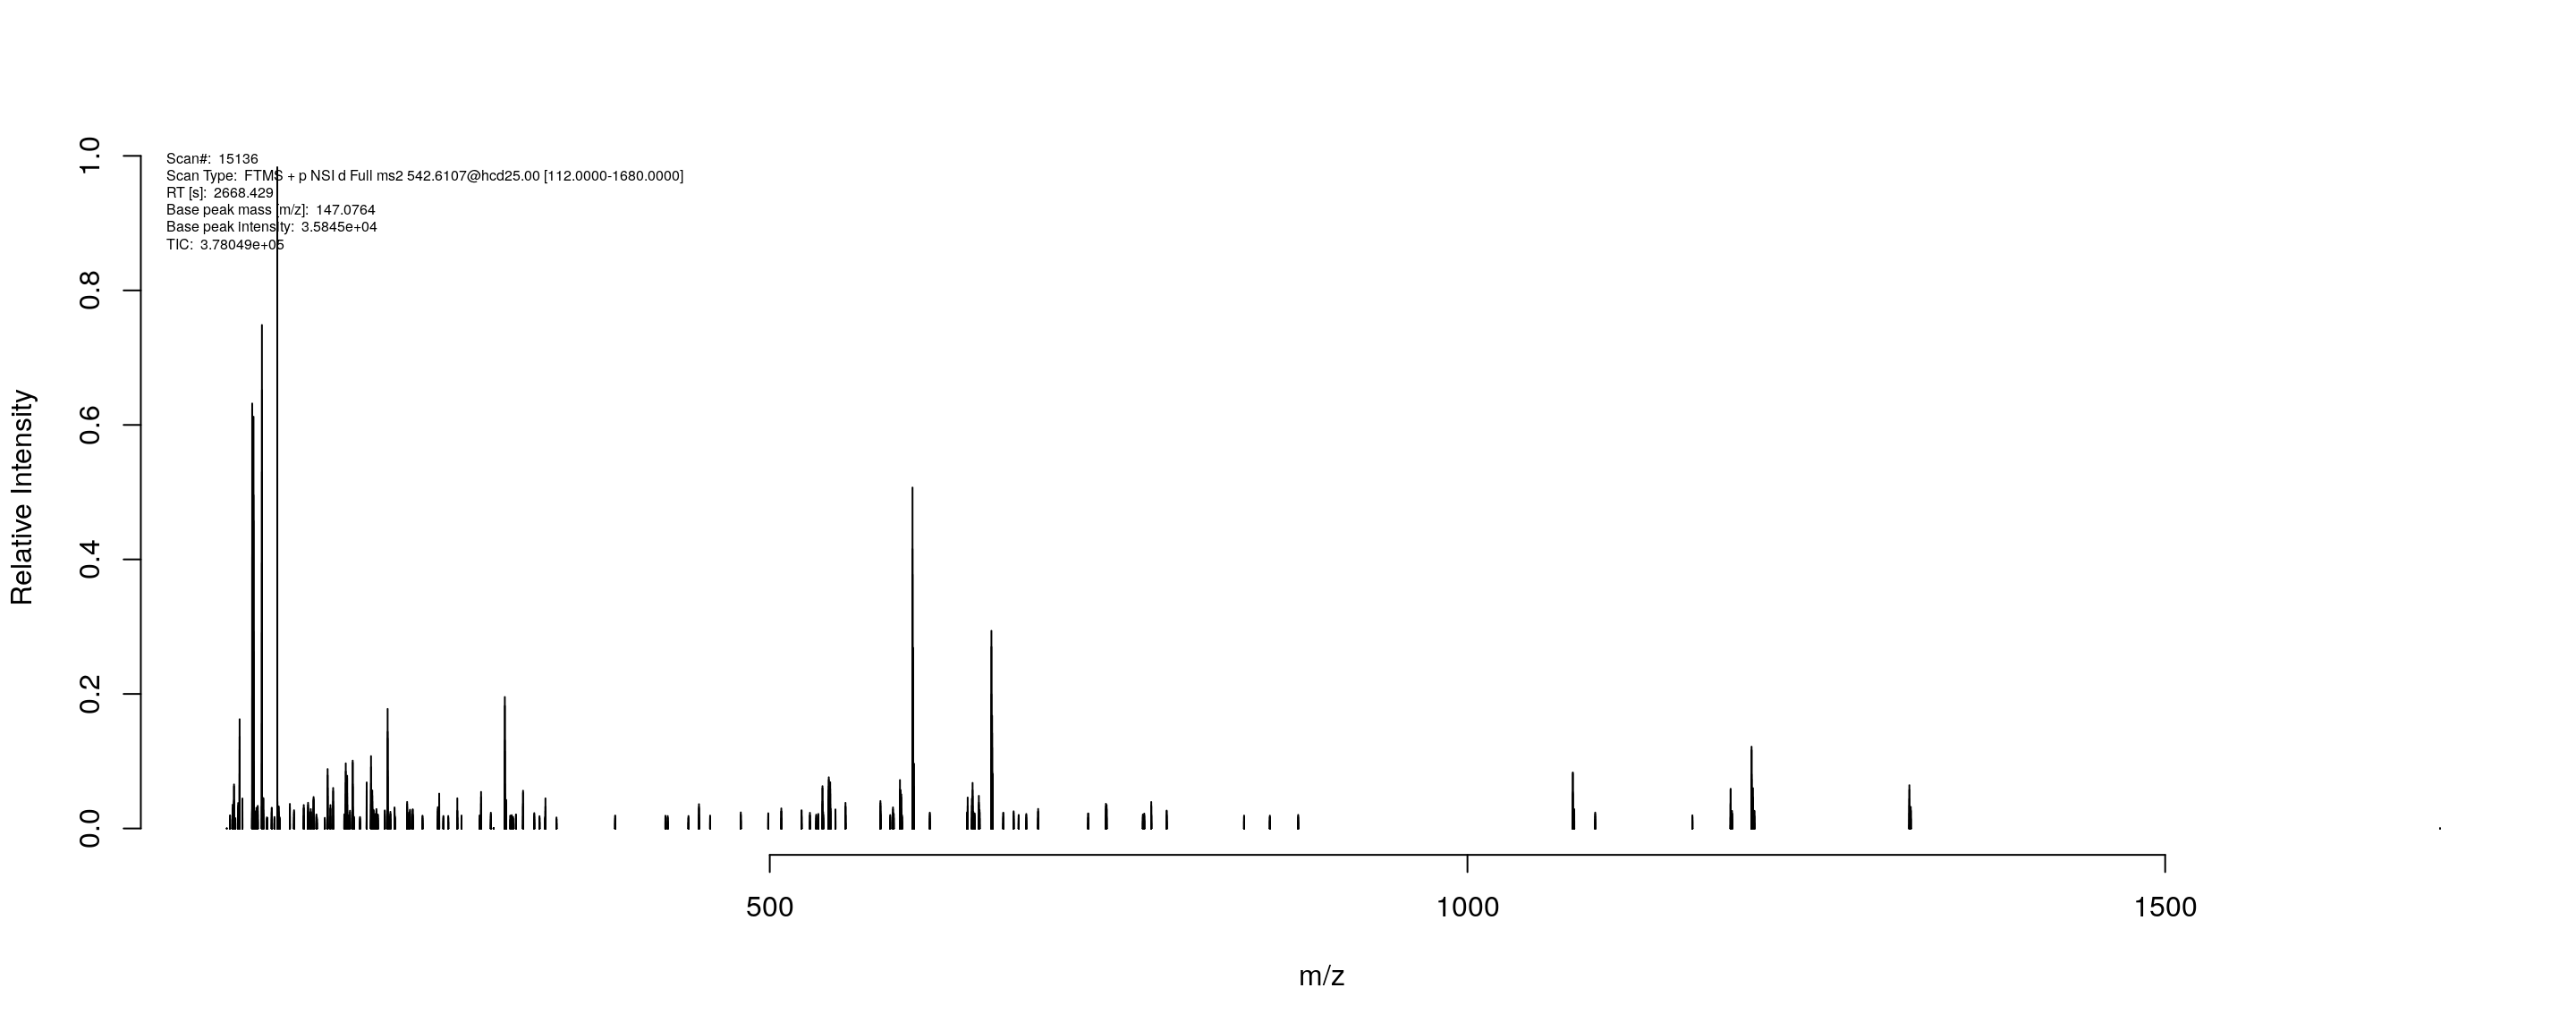 Scan#: 15136
Scan Type: FTMS + p NSI d Full ms2 542.6107@hcd25.00 [112.0000-1680.0000]
RT [s]: 2668.429
Base peak mass [m/z]: 147.0764
Base peak intensity: 3.5845e+04
TIC: 3.78049e+05
1.0
0.8
0.6
0.4
0.2
0.0
Relative Intensity
500 1000 1500
m/z